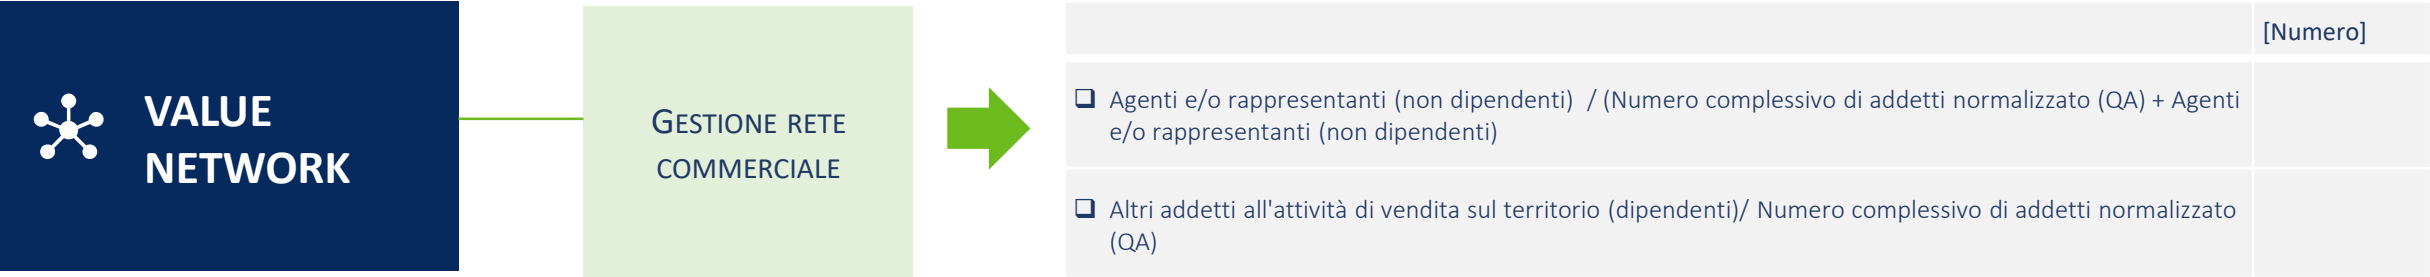 VALUE
NETWORK
GESTIONE RETE
COMMERCIALE
[Numero]
Agenti e/o rappresentanti (non dipendenti) / (Numero complessivo di addetti normalizzato (QA) + Agenti
e/o rappresentanti (non dipendenti)
Altri addetti all'attività di vendita sul territorio (dipendenti)/ Numero complessivo di addetti normalizzato
(QA)